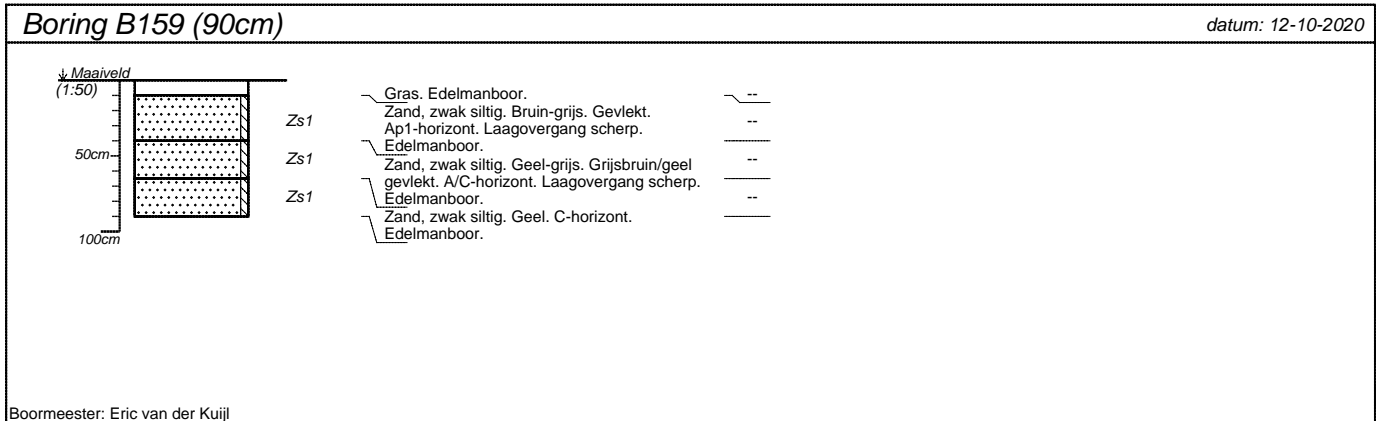 Boring B159 (90cm)
datum: 12-10-2020
Maaiveld
(1:50)
50cm
100cm
Zs1
Zs1
Zs1
Gras. Edelmanboor.
Zand, zwak siltig. Bruin-grijs. Gevlekt.
Ap1-horizont. Laagovergang scherp.
Edelmanboor.
Zand, zwak siltig. Geel-grijs. Grijsbruin/geel
gevlekt. A/C-horizont. Laagovergang scherp.
Edelmanboor.
Zand, zwak siltig. Geel. C-horizont.
Edelmanboor.
--
--
--
--
Boormeester: Eric van der Kuijl